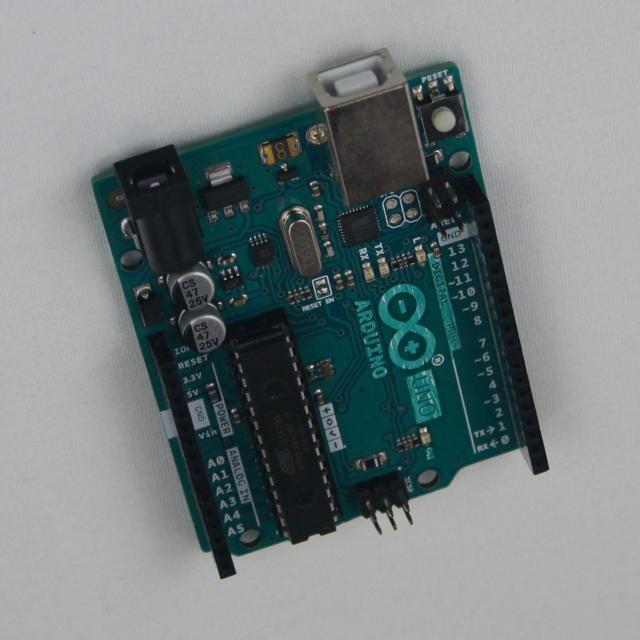 RESET
GND
13
12
~11
~10
~9
8
7
~6
~5
4
~3
2
TX→1
RX←0
DIGITAL
TX
RX
L
CS
47
25V
CS
47
25V
RESET EN
ARDUINO
UNO
RESET
3.3V
5V
GND
Vin
POWER
ANALOG IN
A0
A1
A2
A3
A4
A5